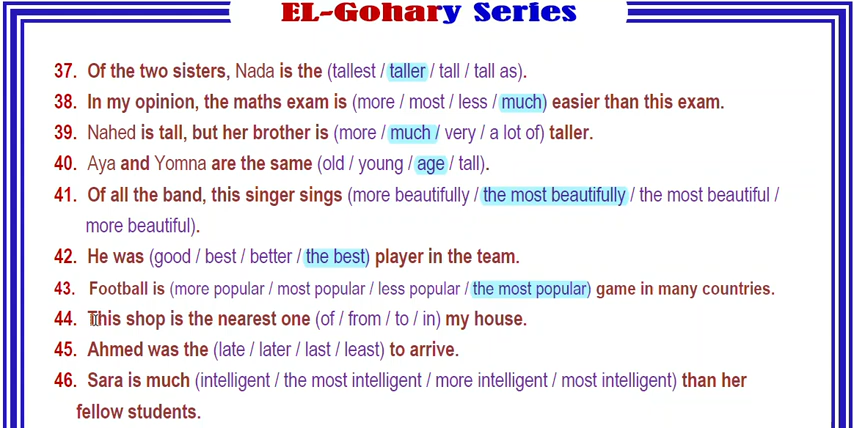 EL-Gohary Series
37. Of the two sisters, Nada is the (tallest / taller / tall / tall as).
38. In my opinion, the maths exam is (more / most / less / much) easier than this exam.
39. Nahed is tall, but her brother is (more / much / very / a lot of) taller.
40. Aya and Yomna are the same (old / young / age / tall).
41. Of all the band, this singer sings (more beautifully / the most beautifully / the most beautiful /
more beautiful).
42. He was (good / best / better / the best) player in the team.
43. Football is (more popular / most popular / less popular / the most popular) game in many countries.
44. This shop is the nearest one (of / from / to / in) my house.
45. Ahmed was the (late / later / last / least) to arrive.
46. Sara is much (intelligent / the most intelligent / more intelligent / most intelligent) than her
fellow students.